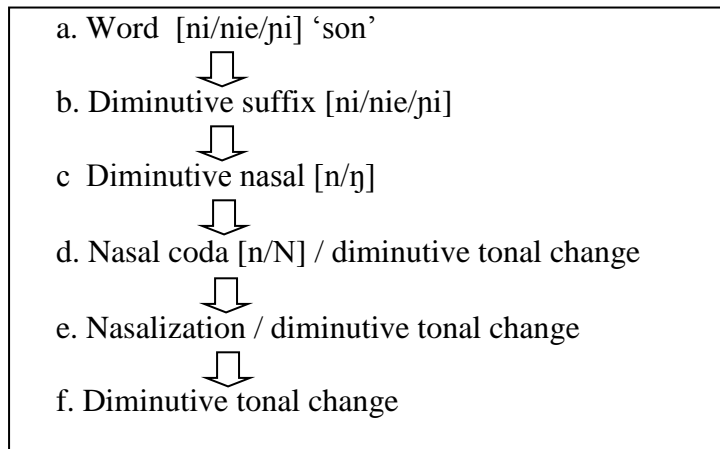 a. Word [ni/nie/ɲi] ‘son’
b. Diminutive suffix [ni/nie/ɲi]
c Diminutive nasal [n/ŋ]
d. Nasal coda [n/N] / diminutive tonal change
e. Nasalization / diminutive tonal change
f. Diminutive tonal change